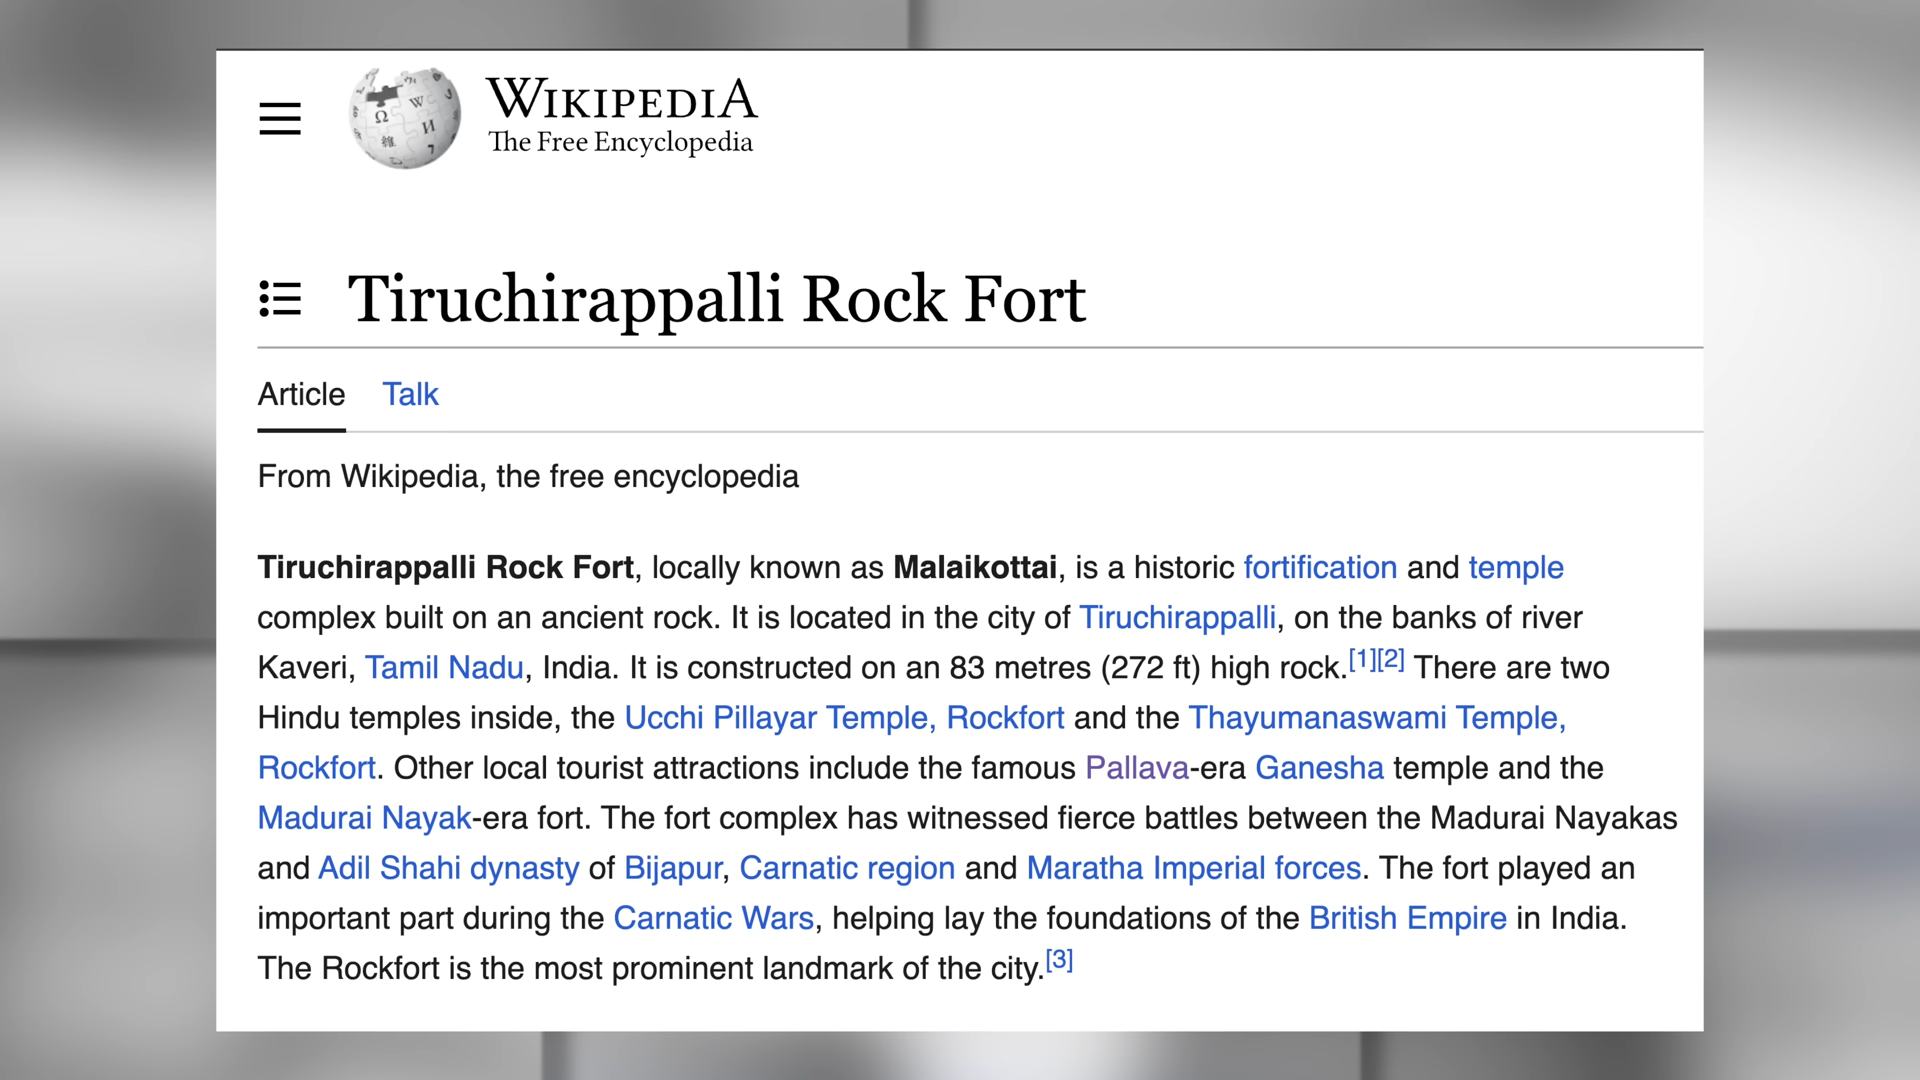 WIKIPEDIA
The Free Encyclopedia
Tiruchirappalli Rock Fort
Article Talk
From Wikipedia, the free encyclopedia
Tiruchirappalli Rock Fort, locally known as Malaikottai, is a historic fortification and temple
complex built on an ancient rock. It is located in the city of Tiruchirappalli, on the banks of river
Kaveri, Tamil Nadu, India. It is constructed on an 83 metres (272 ft) high rock.[1][2] There are two
Hindu temples inside, the Ucchi Pillayar Temple, Rockfort and the Thayumanaswami Temple,
Rockfort. Other local tourist attractions include the famous Pallava-era Ganesha temple and the
Madurai Nayak-era fort. The fort complex has witnessed fierce battles between the Madurai Nayakas
and Adil Shahi dynasty of Bijapur, Carnatic region and Maratha Imperial forces. The fort played an
important part during the Carnatic Wars, helping lay the foundations of the British Empire in India.
The Rockfort is the most prominent landmark of the city.[3]